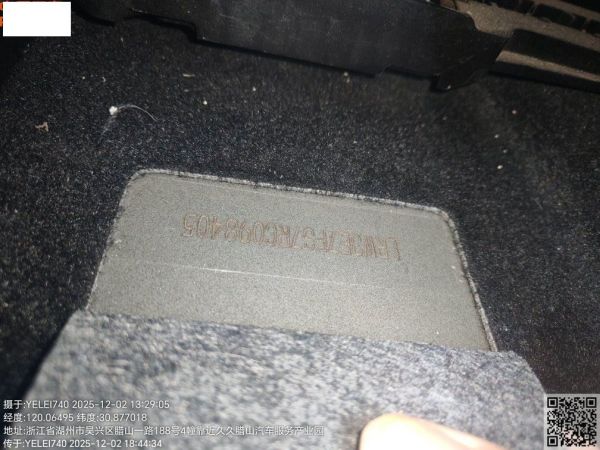 LRW3E7FS7RC098405
摄于:YELEI740 2025-12-02 13:29:05
经度:120.06495 纬度:30.877018
地址:浙江省湖州市吴兴区腊山一路188号4幢靠近久久腊山汽车服务产业园
传于:YELEI740 2025-12-02 18:44:34